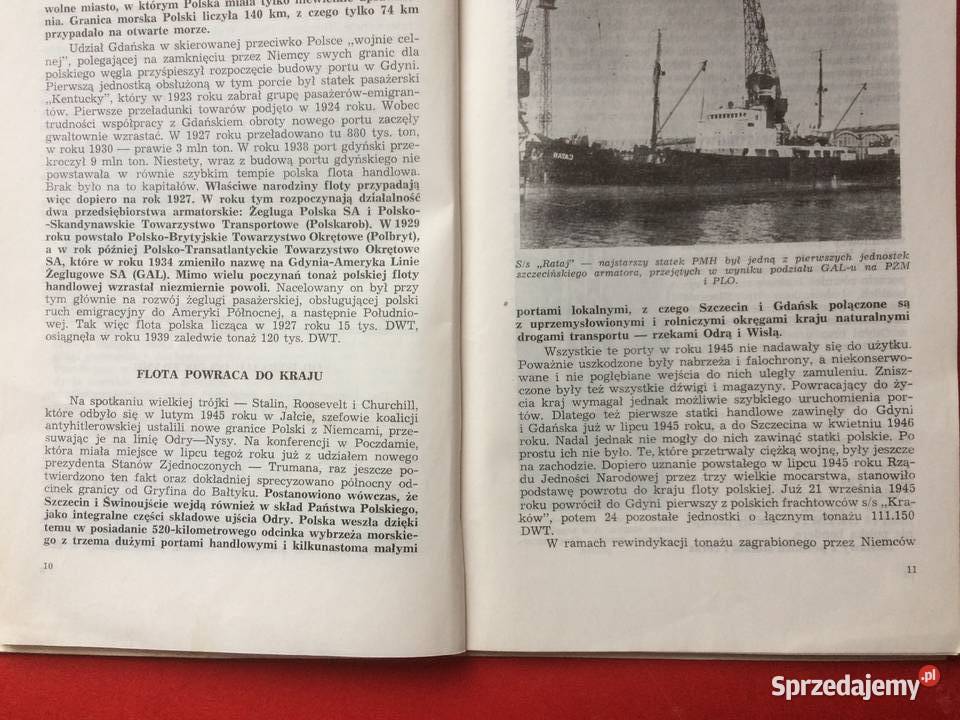 wolne miasto, w którym Polska miała tylko niewielkie
nia. Granica morska Polski liczyła 140 km, z czego tylko 74 km
przypadało na otwarte morze.
Udział Gdańska w skierowanej przeciwko Polsce „wojnie cel-
nej", polegającej na zamknięciu przez Niemcy swych granic dla
polskiego węgla przyśpieszył rozpoczęcie budowy portu w Gdyni.
Pierwszą jednostką obsłużoną w tym porcie był statek pasażerski
„Kentucky", który w 1923 roku zabrał grupę pasażerów-emigran-
tów. Pierwsze przeładunki towarów podjęto w 1924 roku. Wobec
trudności współpracy z Gdańskiem obroty nowego portu zaczęły
gwałtownie wzrastać. W 1927 roku przeładowano tu 880 tys. ton,
w roku 1930 — prawie 3 mln ton. W roku 1938 port gdyński prze-
kroczył 9 mln ton. Niestety, wraz z budową portu gdyńskiego nie
powstawała w równie szybkim tempie polska flota handlowa.
Brak było na to kapitałów. Właściwe narodziny floty przypadają
więc dopiero na rok 1927. W roku tym rozpoczynają działalność
dwa przedsiębiorstwa armatorskie: Żegluga Polska SA i Polsko-
-Skandynawskie Towarzystwo Transportowe (Polskarob). W 1929
roku powstało Polsko-Brytyjskie Towarzystwo Okrętowe (Polbryt),
a w rok później Polsko-Transatlantyckie Towarzystwo Okrętowe
SA, które w roku 1934 zmieniło nazwę na Gdynia-Ameryka Linie
Żeglugowe SA (GAL). Mimo wielu poczynań tonaż polskiej floty
handlowej wzrastał niezmiernie powoli. Nacelowany on był przy
tym głównie na rozwój żeglugi pasażerskiej, obsługującej polski
ruch emigracyjny do Ameryki Północnej, a następnie Południo-
wej. Tak więc flota polska licząca w 1927 roku 15 tys. DWT,
osiągnęła w roku 1939 zaledwie tonaż 120 tys. DWT.
FLOTA POWRACA DO KRAJU
Na spotkaniu wielkiej trójki — Stalin, Roosevelt i Churchill,
które odbyło się w lutym 1945 roku w Jałcie, szefowie koalicji
antyhitlerowskiej ustalili nowe granice Polski z Niemcami, prze-
suwając je na linię Odry—Nysy. Na konferencji w Poczdamie,
która miała miejsce w lipcu tegoż roku już z udziałem nowego
prezydenta Stanów Zjednoczonych — Trumana, raz jeszcze po-
twierdzono ten fakt oraz dokładniej sprecyzowano północny od-
cinek granicy od Gryfina do Bałtyku. Postanowiono wówczas, że
Szczecin i Świnoujście wejdą również w skład Państwa Polskiego,
jako integralne części składowe ujścia Odry. Polska weszła dzięki
temu w posiadanie 520-kilometrowego odcinka wybrzeża morskie-
go z trzema dużymi portami handlowymi i kilkunastoma małymi
10
RATAJ
S/s „Rataj" — najstarszy statek PMH był jedną z pierwszych jednostek
szczecińskiego armatora, przejętych w wyniku podziału GAL-u na PŻM
i PLO.
portami lokalnymi, z czego Szczecin i Gdańsk połączone są
z uprzemysłowionymi i rolniczymi okręgami kraju naturalnymi
drogami transportu — rzekami Odrą i Wisłą.
Wszystkie te porty w roku 1945 nie nadawały się do użytku.
Poważnie uszkodzone były nabrzeża i falochrony, a niekonserwo-
wane i nie pogłębiane wejścia do nich uległy zamuleniu. Znisz-
czone były też wszystkie dźwigi i magazyny. Powracający do ży-
cia kraj wymagał jednak możliwie szybkiego uruchomienia por-
tów. Dlatego też pierwsze statki handlowe zawinęły do Gdyni
i Gdańska już w lipcu 1945 roku, a do Szczecina w kwietniu 1946
roku. Nadal jednak nie mogły do nich zawinąć statki polskie. Po
prostu ich nie było. Te, które przetrwały ciężką wojnę, były jeszcze
na zachodzie. Dopiero uznanie powstałego w lipcu 1945 roku Rzą-
du Jedności Narodowej przez trzy wielkie mocarstwa, stanowiło
podstawę powrotu do kraju floty polskiej. Już 21 września 1945
roku powrócił do Gdyni pierwszy z polskich frachtowców s/s „Kra-
ków", potem 24 pozostałe jednostki o łącznym tonażu 111.150
DWT.
W ramach rewindykacji tonażu zagrabionego przez Niemców
11
Sprzedajemy.pl